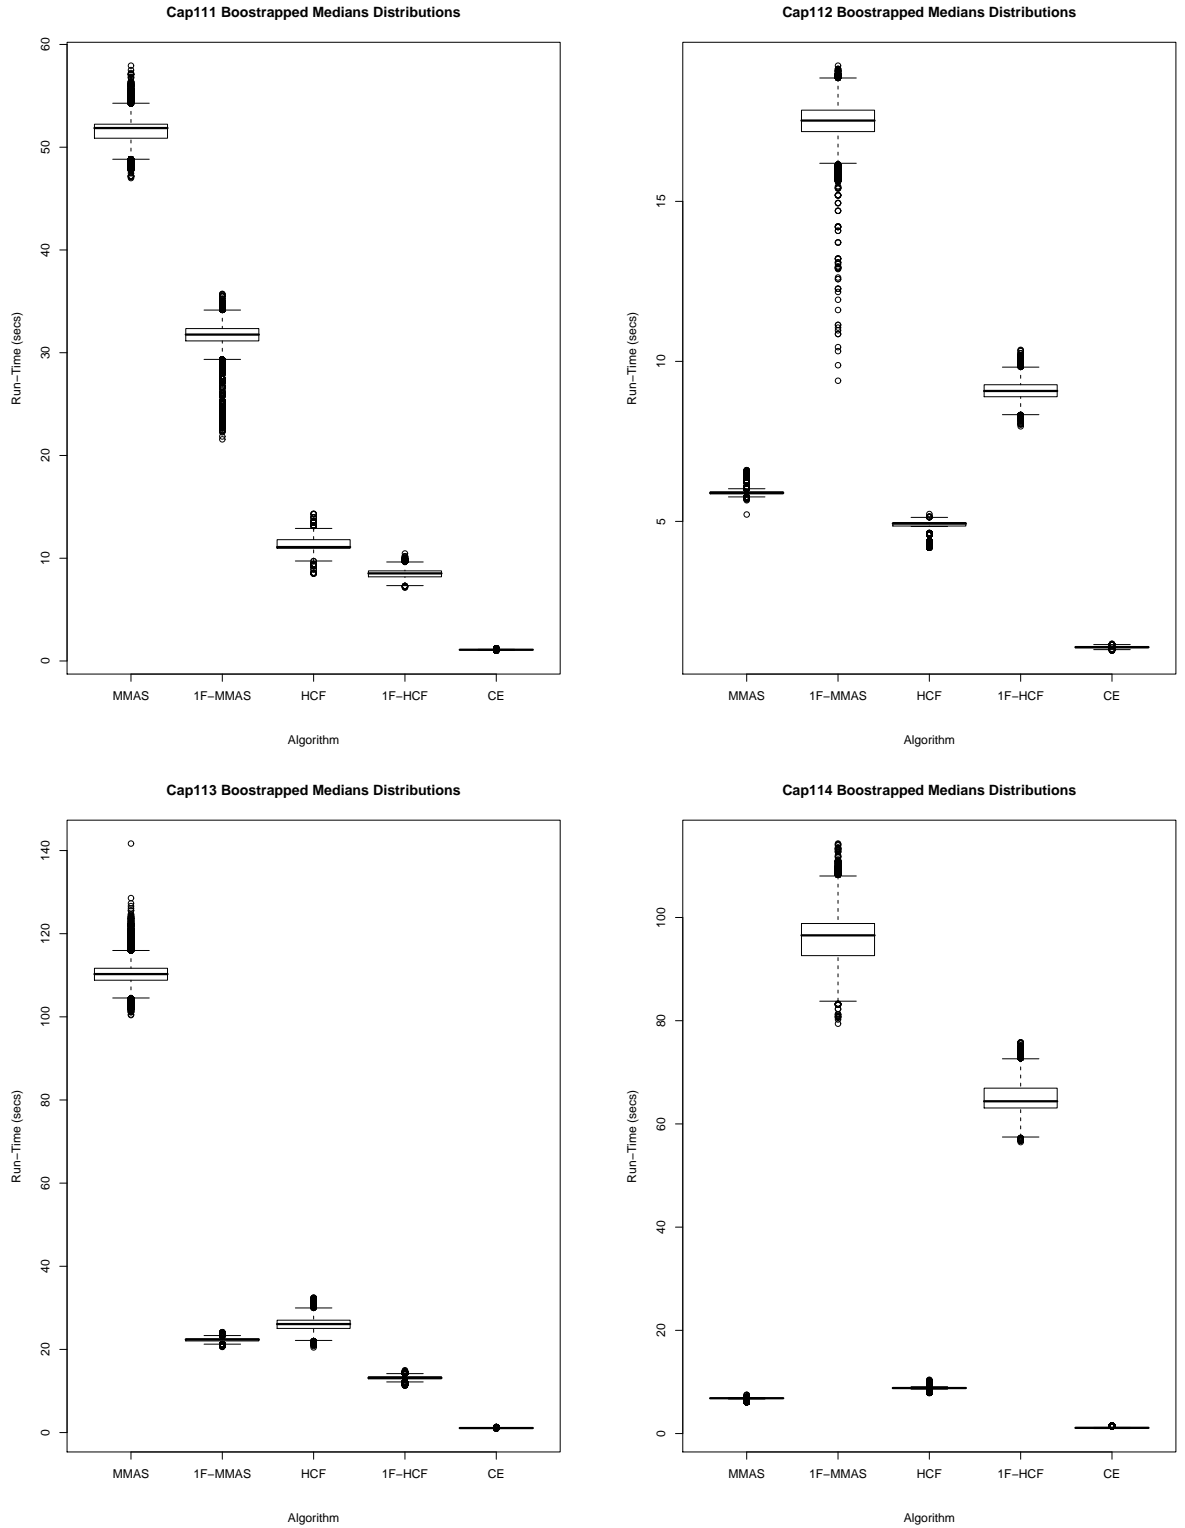 Cap111 Boostrapped Medians Distributions
60
50
40
30
20
10
0
Run−Time (secs)
MMAS 1F−MMAS HCF 1F−HCF CE
Algorithm
Cap112 Boostrapped Medians Distributions
15
10
5
Run−Time (secs)
MMAS 1F−MMAS HCF 1F−HCF CE
Algorithm
Cap113 Boostrapped Medians Distributions
140
120
100
80
60
40
20
0
Run−Time (secs)
MMAS 1F−MMAS HCF 1F−HCF CE
Algorithm
Cap114 Boostrapped Medians Distributions
100
80
60
40
20
0
Run−Time (secs)
MMAS 1F−MMAS HCF 1F−HCF CE
Algorithm